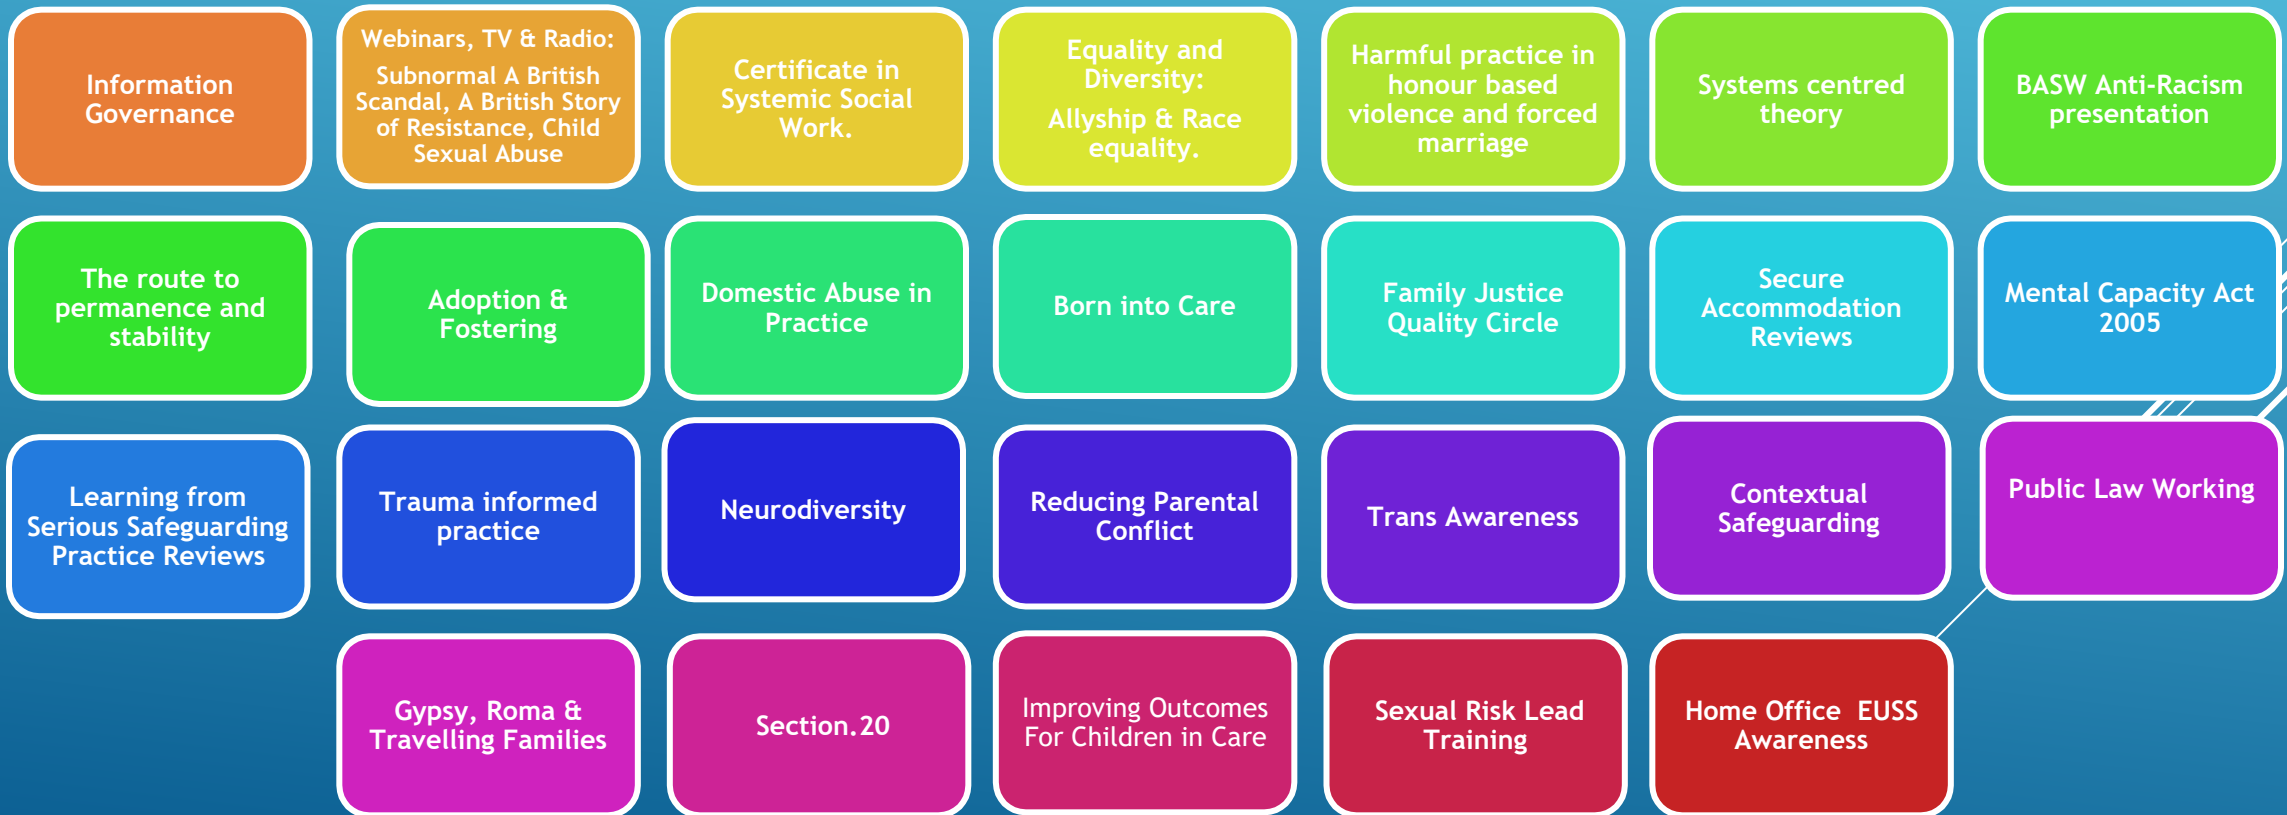 Information
Governance
Webinars, TV & Radio:
Subnormal A British
Scandal, A British Story
of Resistance, Child
Sexual Abuse
Certificate in
Systemic Social
Work.
Equality and
Diversity:
Allyship & Race
equality.
Harmful practice in
honour based
violence and forced
marriage
Systems centred
theory
BASW Anti-Racism
presentation
The route to
permanence and
stability
Adoption &
Fostering
Domestic Abuse in
Practice
Born into Care
Family Justice
Quality Circle
Secure
Accommodation
Reviews
Mental Capacity Act
2005
Learning from
Serious Safeguarding
Practice Reviews
Trauma informed
practice
Neurodiversity
Reducing Parental
Conflict
Trans Awareness
Contextual
Safeguarding
Public Law Working
Gypsy, Roma &
Travelling Families
Section.20
Improving Outcomes
For Children in Care
Sexual Risk Lead
Training
Home Office  EUSS
Awareness